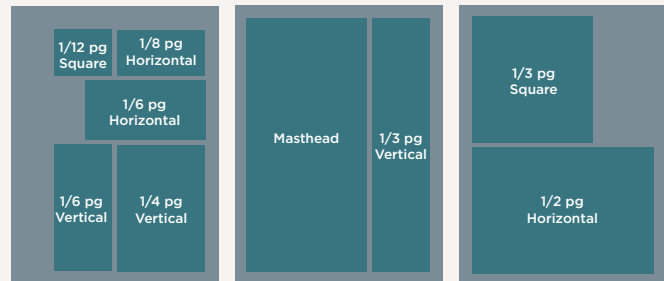 1/12 pg
Square
1/8 pg
Horizontal
1/6 pg
Horizontal
1/6 pg
Vertical
1/4 pg
Vertical
Masthead
1/3 pg
Vertical
1/3 pg
Square
1/2 pg
Horizontal